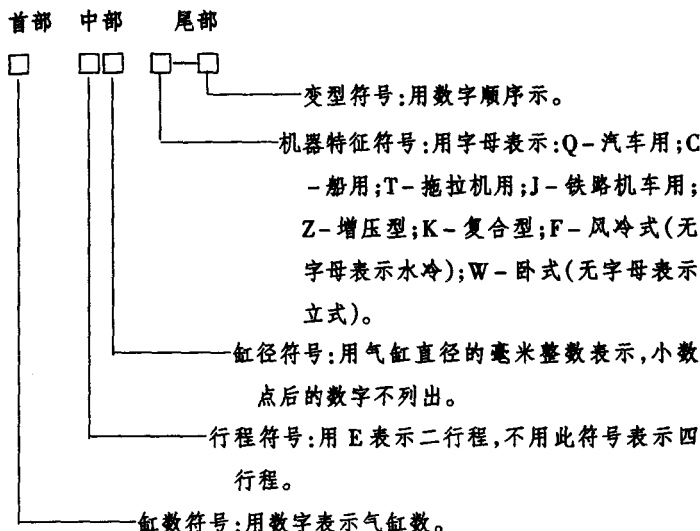 首部 中部 尾部
变型符号:用数字顺序示。
机器特征符号:用字母表示:Q-汽车用;C
-船用;T-拖拉机用;J-铁路机车用;
Z-增压型;K-复合型;F-风冷式(无
字母表示水冷);W-卧式(无字母表示
立式)。
缸径符号:用气缸直径的毫米整数表示,小数
点后的数字不列出。
行程符号:用E表示二行程,不用此符号表示四
行程。
缸数符号:用数字表示气缸数。